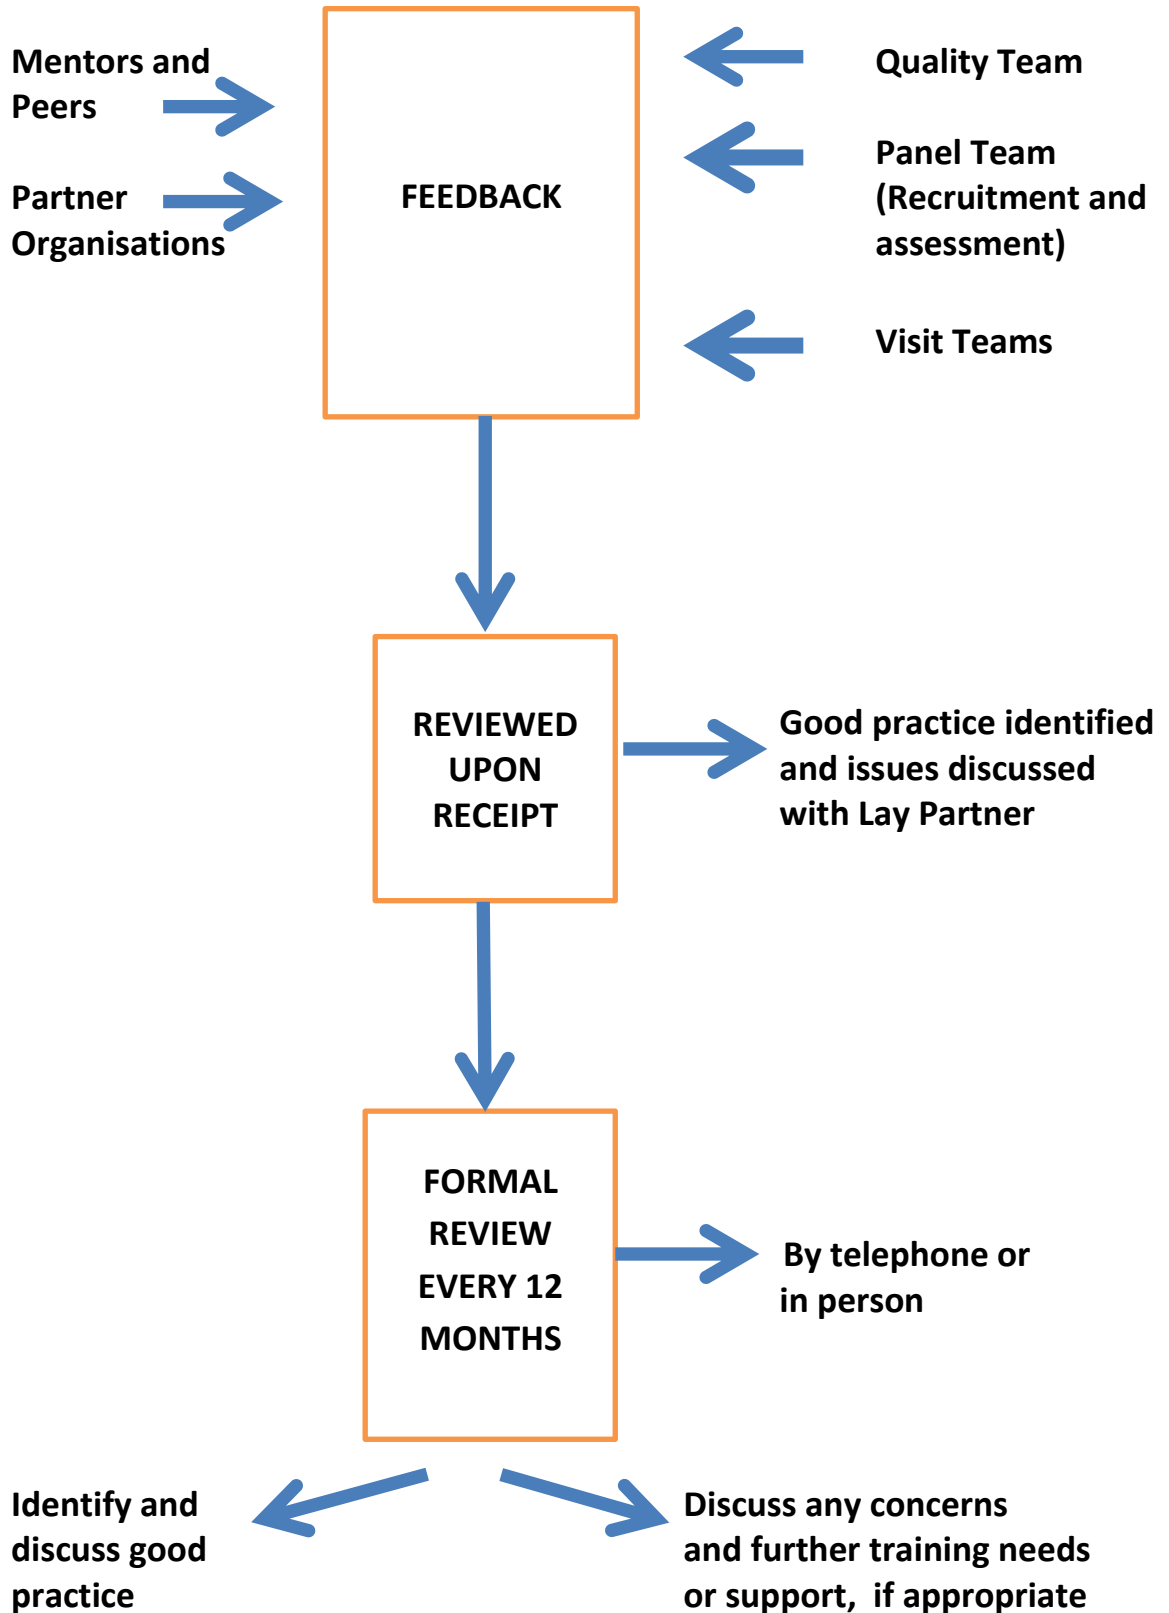 Mentors and
Peers
Partner
Organisations
FEEDBACK
Quality Team
Panel Team
(Recruitment and
assessment)
Visit Teams
REVIEWED
UPON
RECEIPT
Good practice identified
and issues discussed
with Lay Partner
FORMAL
REVIEW
EVERY 12
MONTHS
By telephone or
in person
Identify and
discuss good
practice
Discuss any concerns
and further training needs
or support,  if appropriate